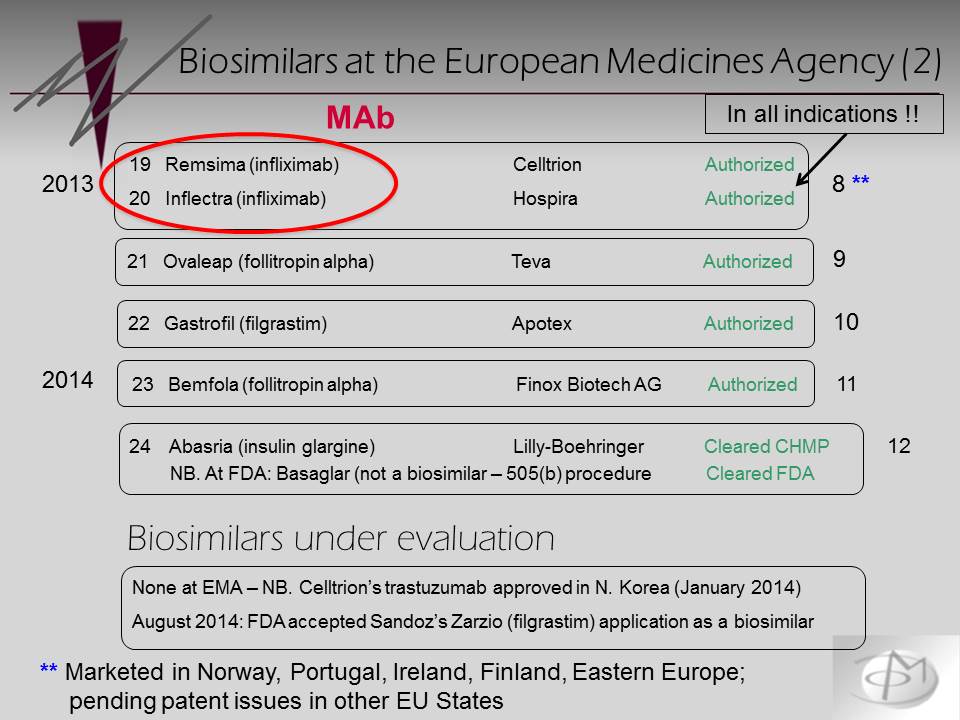 Biosimilars at the European Medicines Agency (2)
MAb
In all indications !!
2013
19 Remsima (infliximab) Celltrion Authorized
20 Inflectra (infliximab) Hospira Authorized
8 **
21 Ovaleap (follitropin alpha) Teva Authorized 9
22 Gastrofil (filgrastim) Apotex Authorized 10
2014
23 Bemfola (follitropin alpha) Finox Biotech AG Authorized 11
24 Abasria (insulin glargine) Lilly-Boehringer Cleared CHMP 12
NB. At FDA: Basaglar (not a biosimilar – 505(b) procedure Cleared FDA
Biosimilars under evaluation
None at EMA – NB. Celltrion’s trastuzumab approved in N. Korea (January 2014)
August 2014: FDA accepted Sandoz’s Zarzio (filgrastim) application as a biosimilar
** Marketed in Norway, Portugal, Ireland, Finland, Eastern Europe;
pending patent issues in other EU States